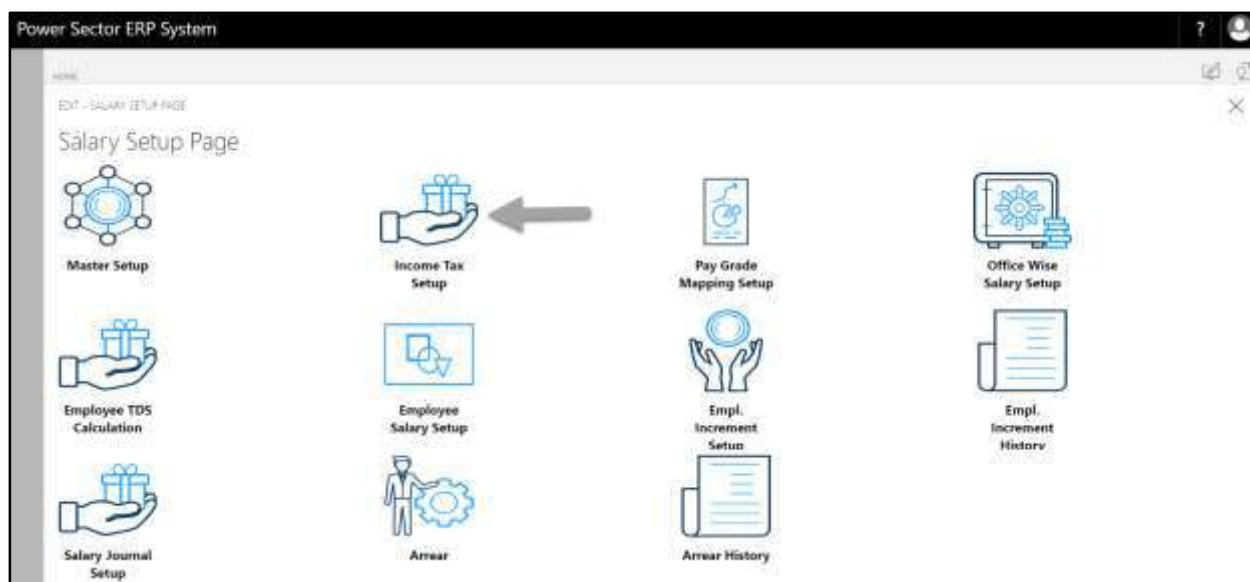 Power Sector ERP System
?
HOME
EDIT - SALARY SETUP PAGE
Salary Setup Page
Master Setup
Income Tax
Setup
Pay Grade
Mapping Setup
Office Wise
Salary Setup
Employee TDS
Calculation
Employee
Salary Setup
Empl.
Increment
Setup
Empl.
Increment
History
Salary Journal
Setup
Arrear
Arrear History